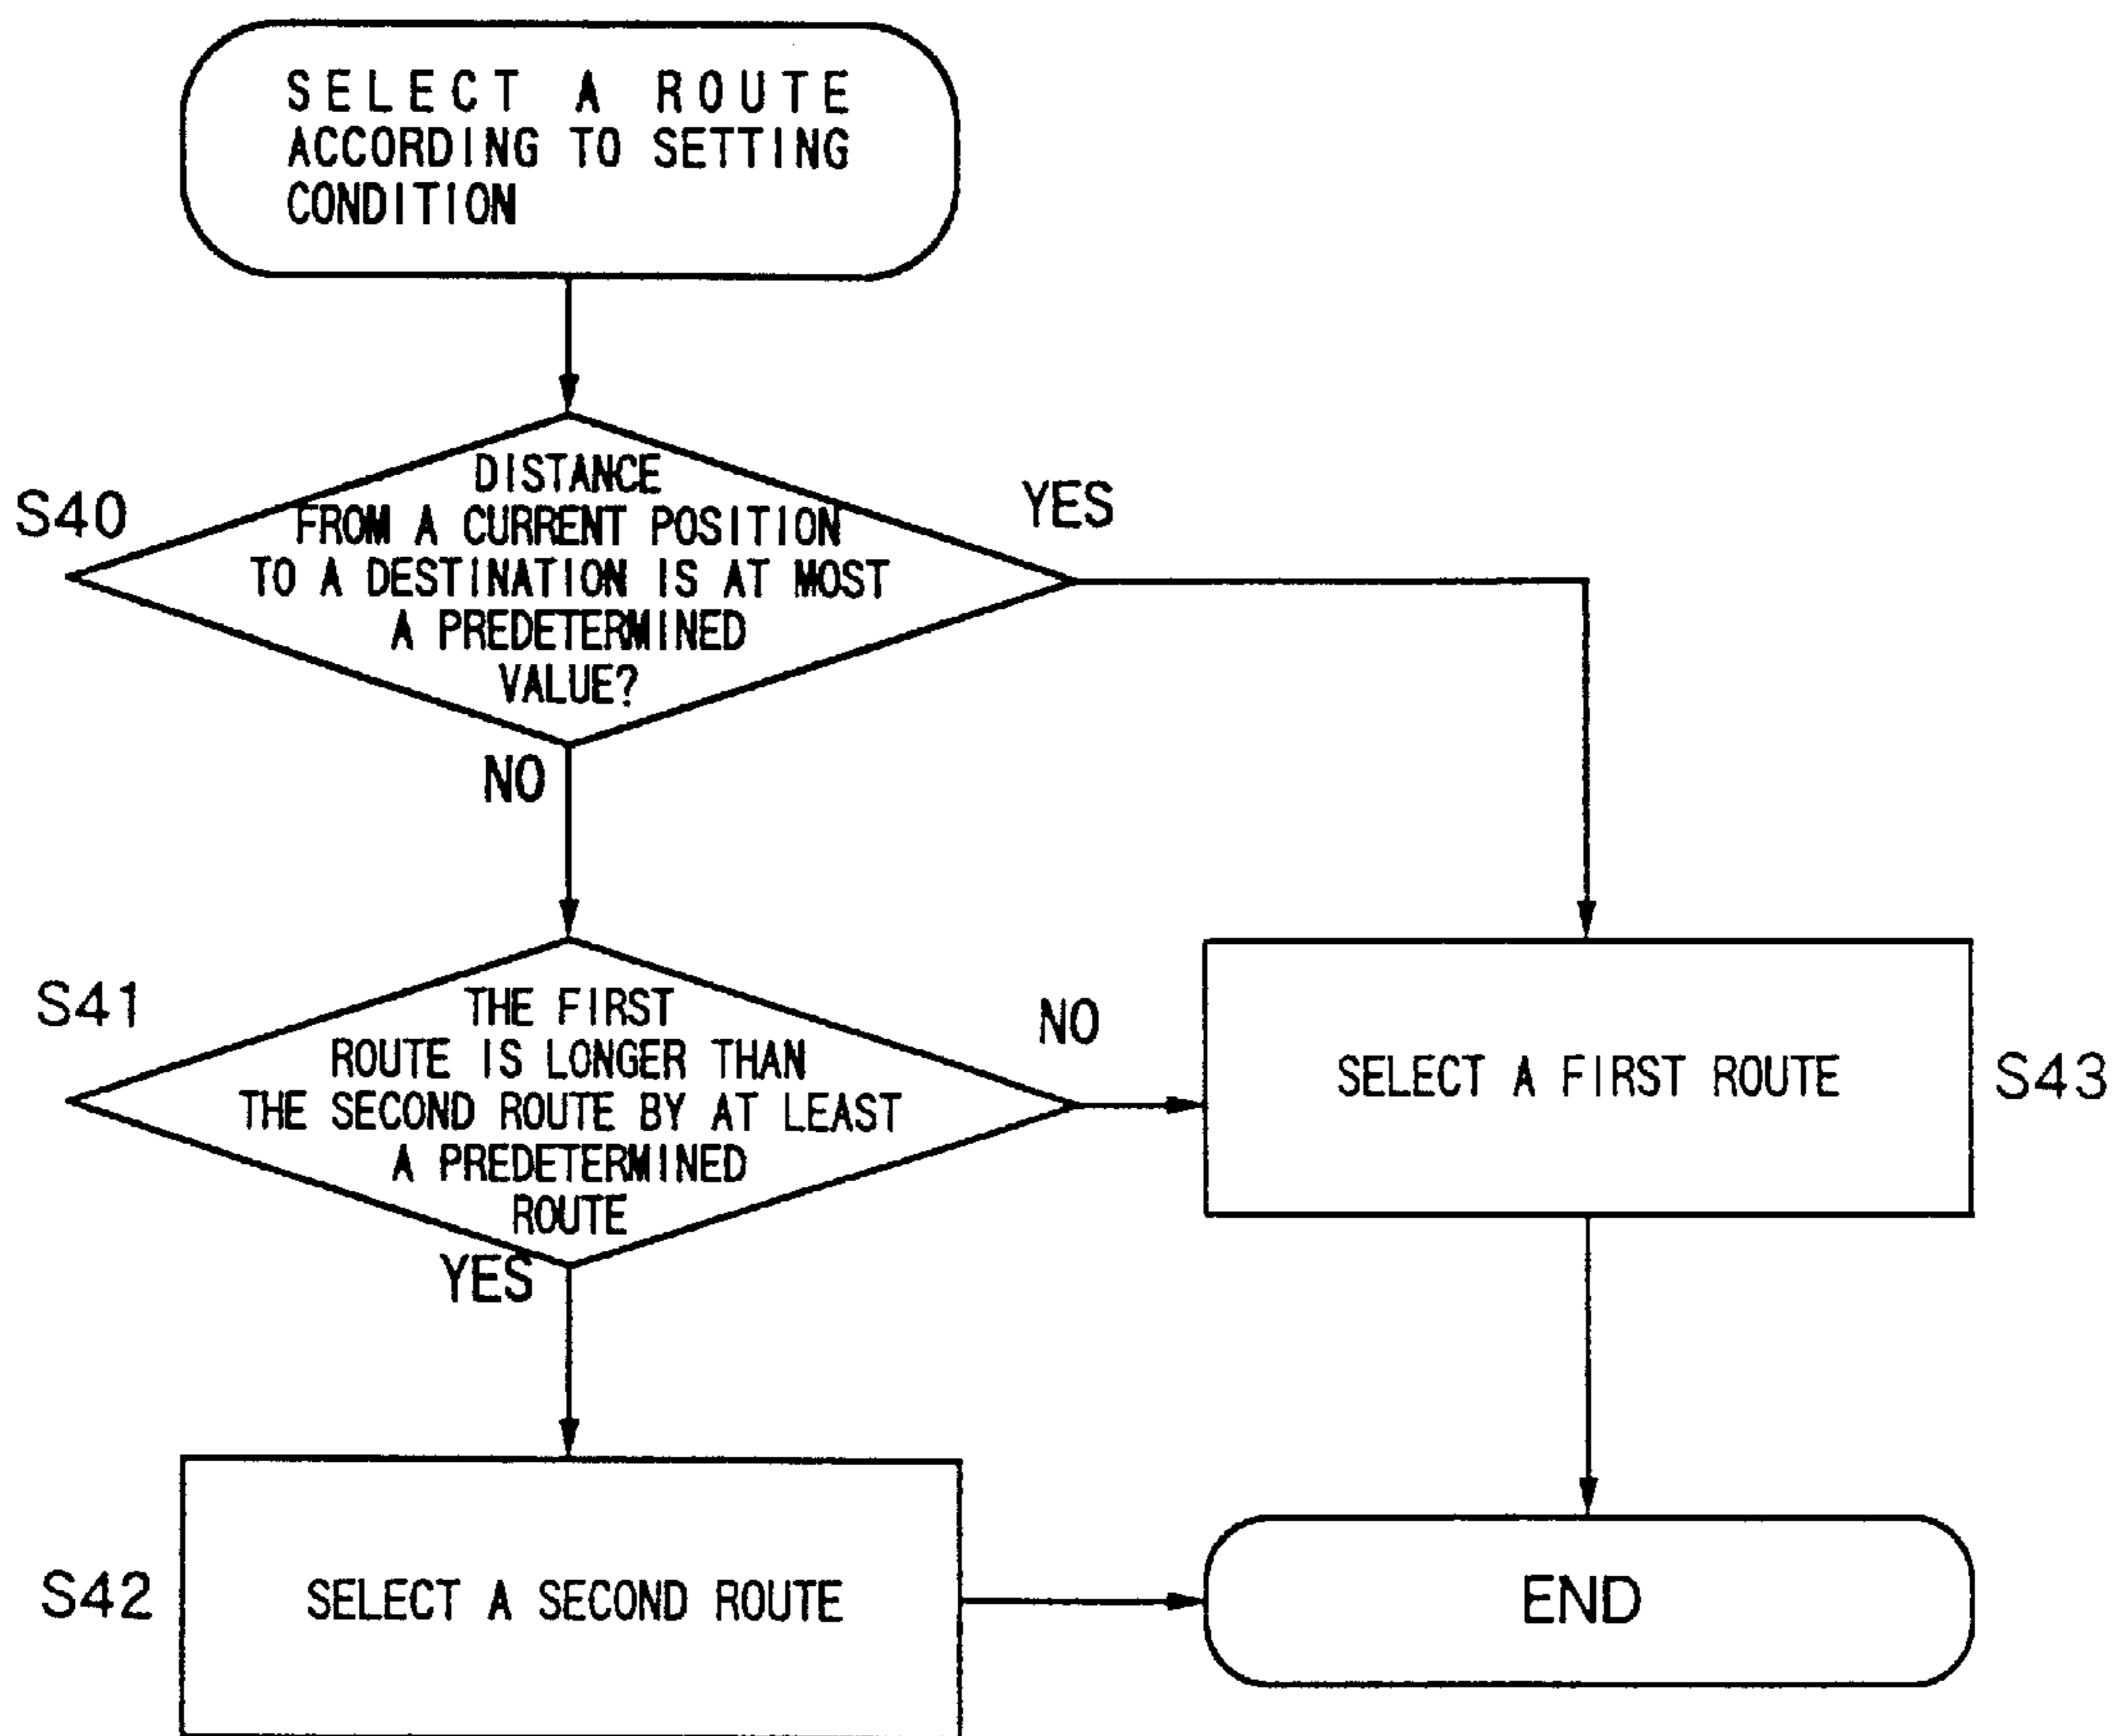 SELECT A ROUTE
ACCORDING TO SETTING
CONDITION
S40
DISTANCE
FROM A CURRENT POSITION
TO A DESTINATION IS AT MOST
A PREDETERMINED
VALUE?
YES
NO
S41
THE FIRST
ROUTE IS LONGER THAN
THE SECOND ROUTE BY AT LEAST
A PREDETERMINED
ROUTE
NO
YES
SELECT A FIRST ROUTE
S43
S42
SELECT A SECOND ROUTE
END